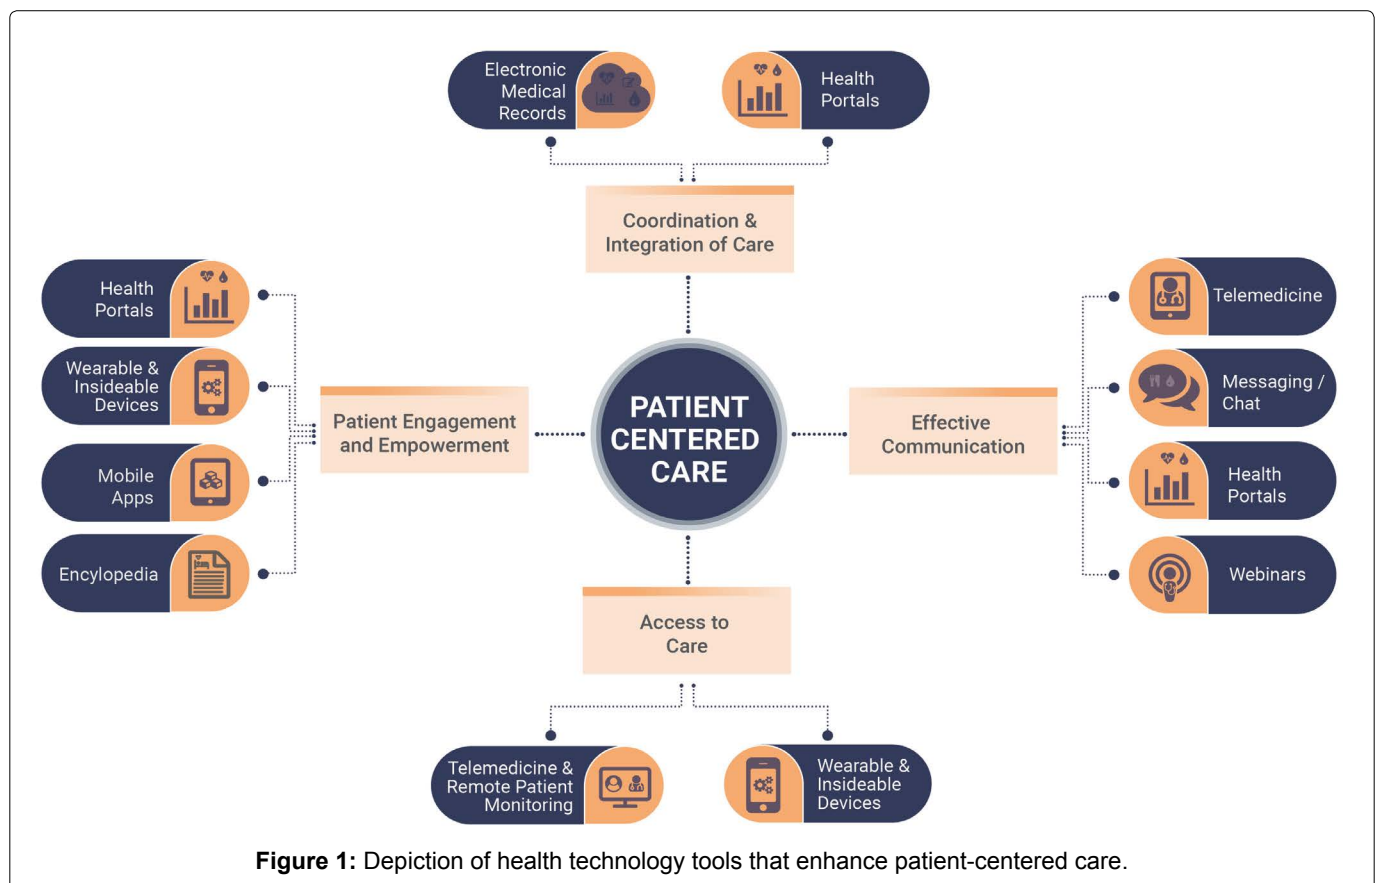 Electronic
Medical
Records
Health
Portals
Coordination &
Integration of Care
Health
Portals
Wearable &
Insideable
Devices
Mobile
Apps
Encylopedia
Patient Engagement
and Empowerment
PATIENT
CENTERED
CARE
Effective
Communication
Telemedicine
Messaging /
Chat
Health
Portals
Webinars
Access to
Care
Telemedicine &
Remote Patient
Monitoring
Wearable &
Insideable
Devices
Figure 1: Depiction of health technology tools that enhance patient-centered care.